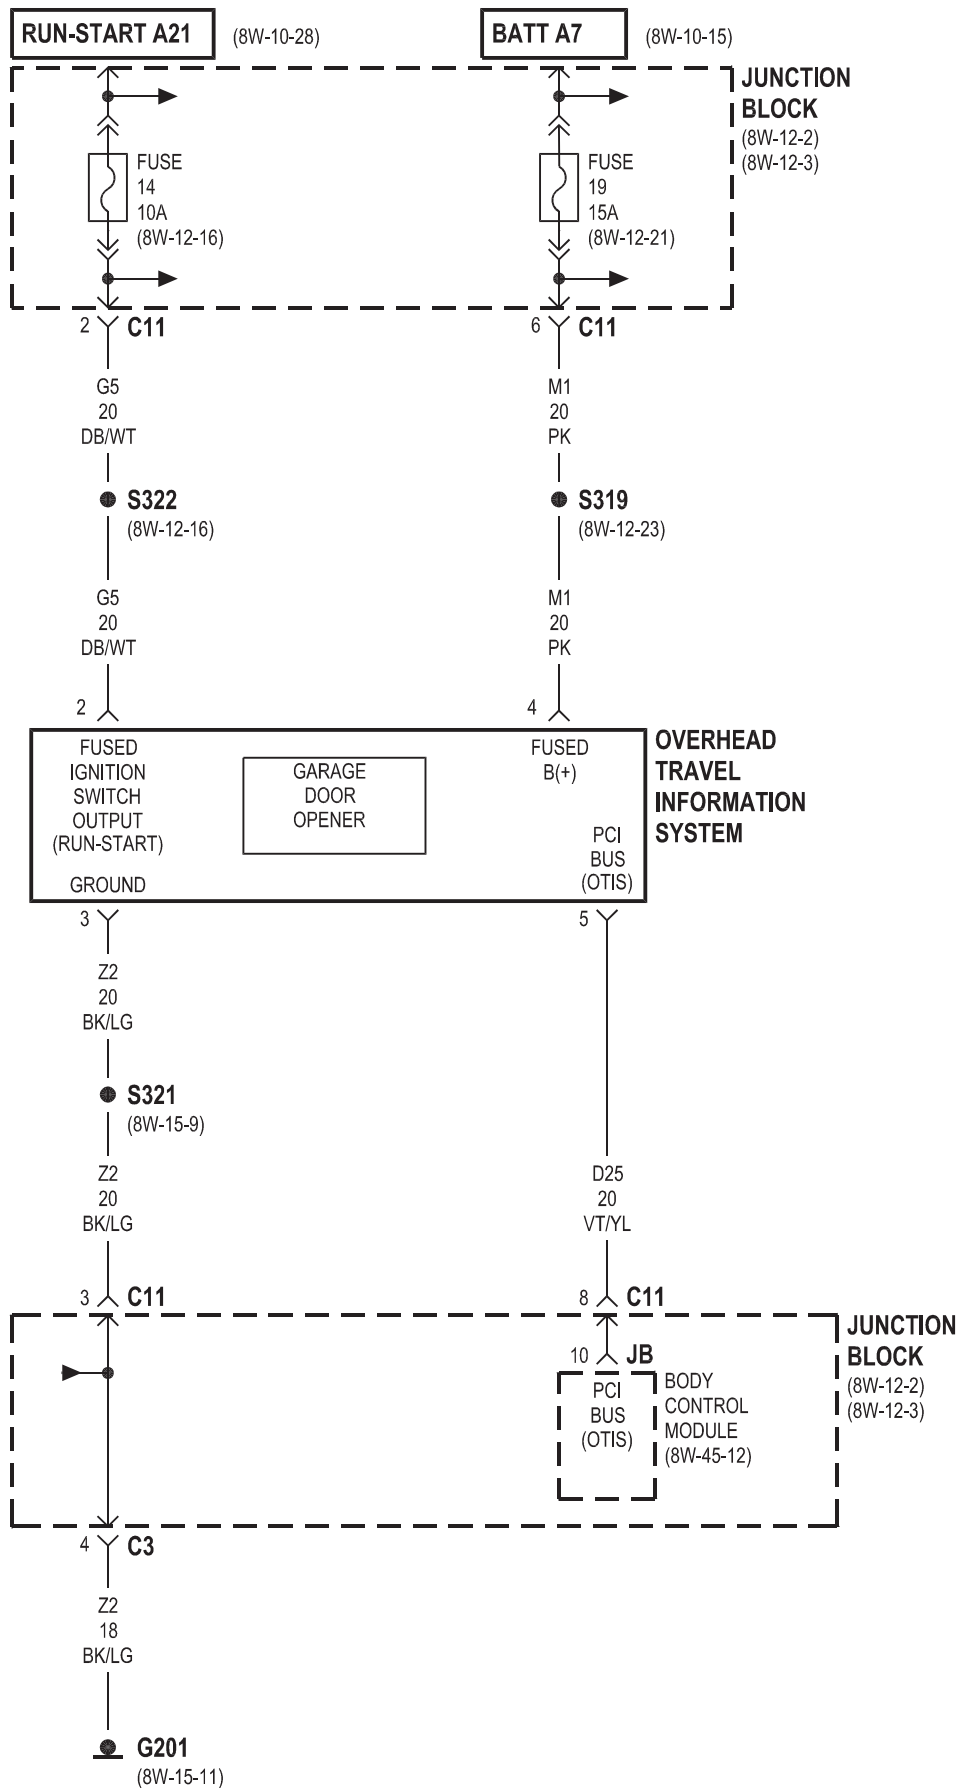 RUN-START A21 (8W-10-28)
BATT A7 (8W-10-15)
JUNCTION
BLOCK
(8W-12-2)
(8W-12-3)
FUSE
14
10A
(8W-12-16)
FUSE
19
15A
(8W-12-21)
2 C11
6 C11
G5
20
DB/WT
M1
20
PK
S322
(8W-12-16)
S319
(8W-12-23)
G5
20
DB/WT
M1
20
PK
2
4
FUSED
IGNITION
SWITCH
OUTPUT
(RUN-START)
GROUND
GARAGE
DOOR
OPENER
FUSED
B(+)
PCI
BUS
(OTIS)
OVERHEAD
TRAVEL
INFORMATION
SYSTEM
3
5
Z2
20
BK/LG
S321
(8W-15-9)
Z2
20
BK/LG
D25
20
VT/YL
3 C11
8 C11
JUNCTION
BLOCK
(8W-12-2)
(8W-12-3)
10 JB
PCI
BUS
(OTIS)
BODY
CONTROL
MODULE
(8W-45-12)
4 C3
Z2
18
BK/LG
G201
(8W-15-11)